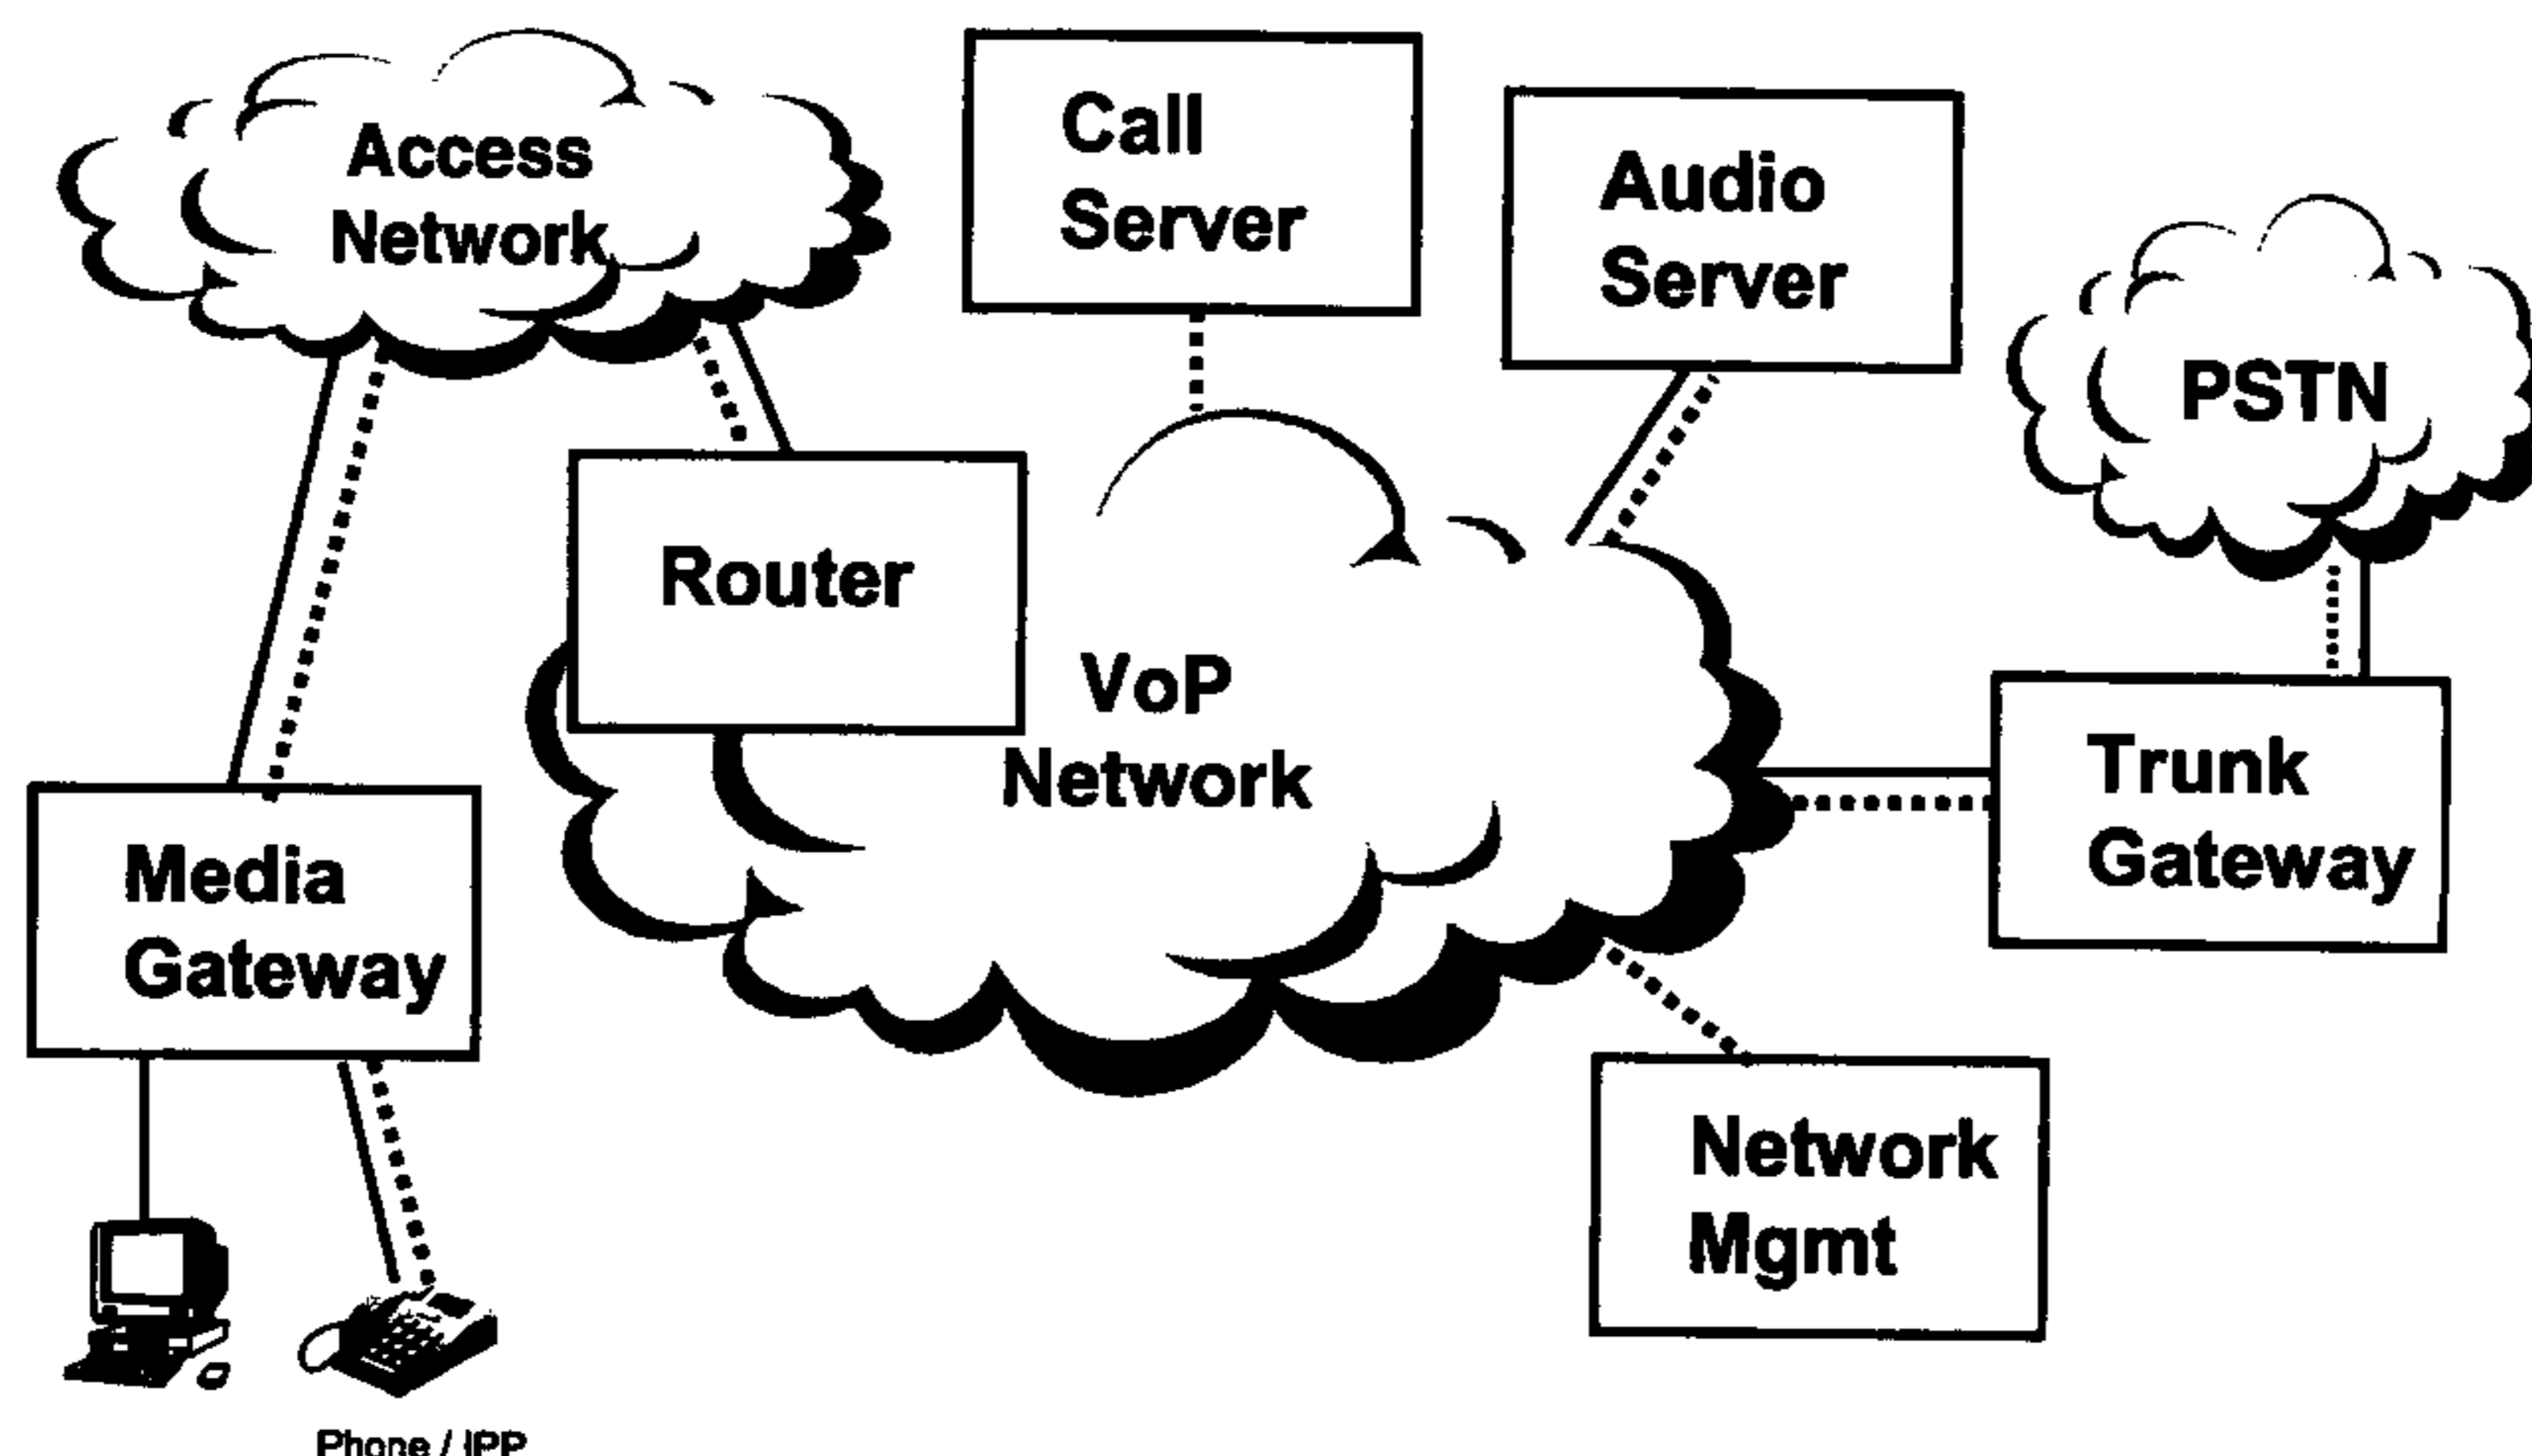 Access
Network
Call
Server
Audio
Server
PSTN
Router
VoP
Network
Trunk
Gateway
Media
Gateway
Network
Mgmt
Phone / IPP